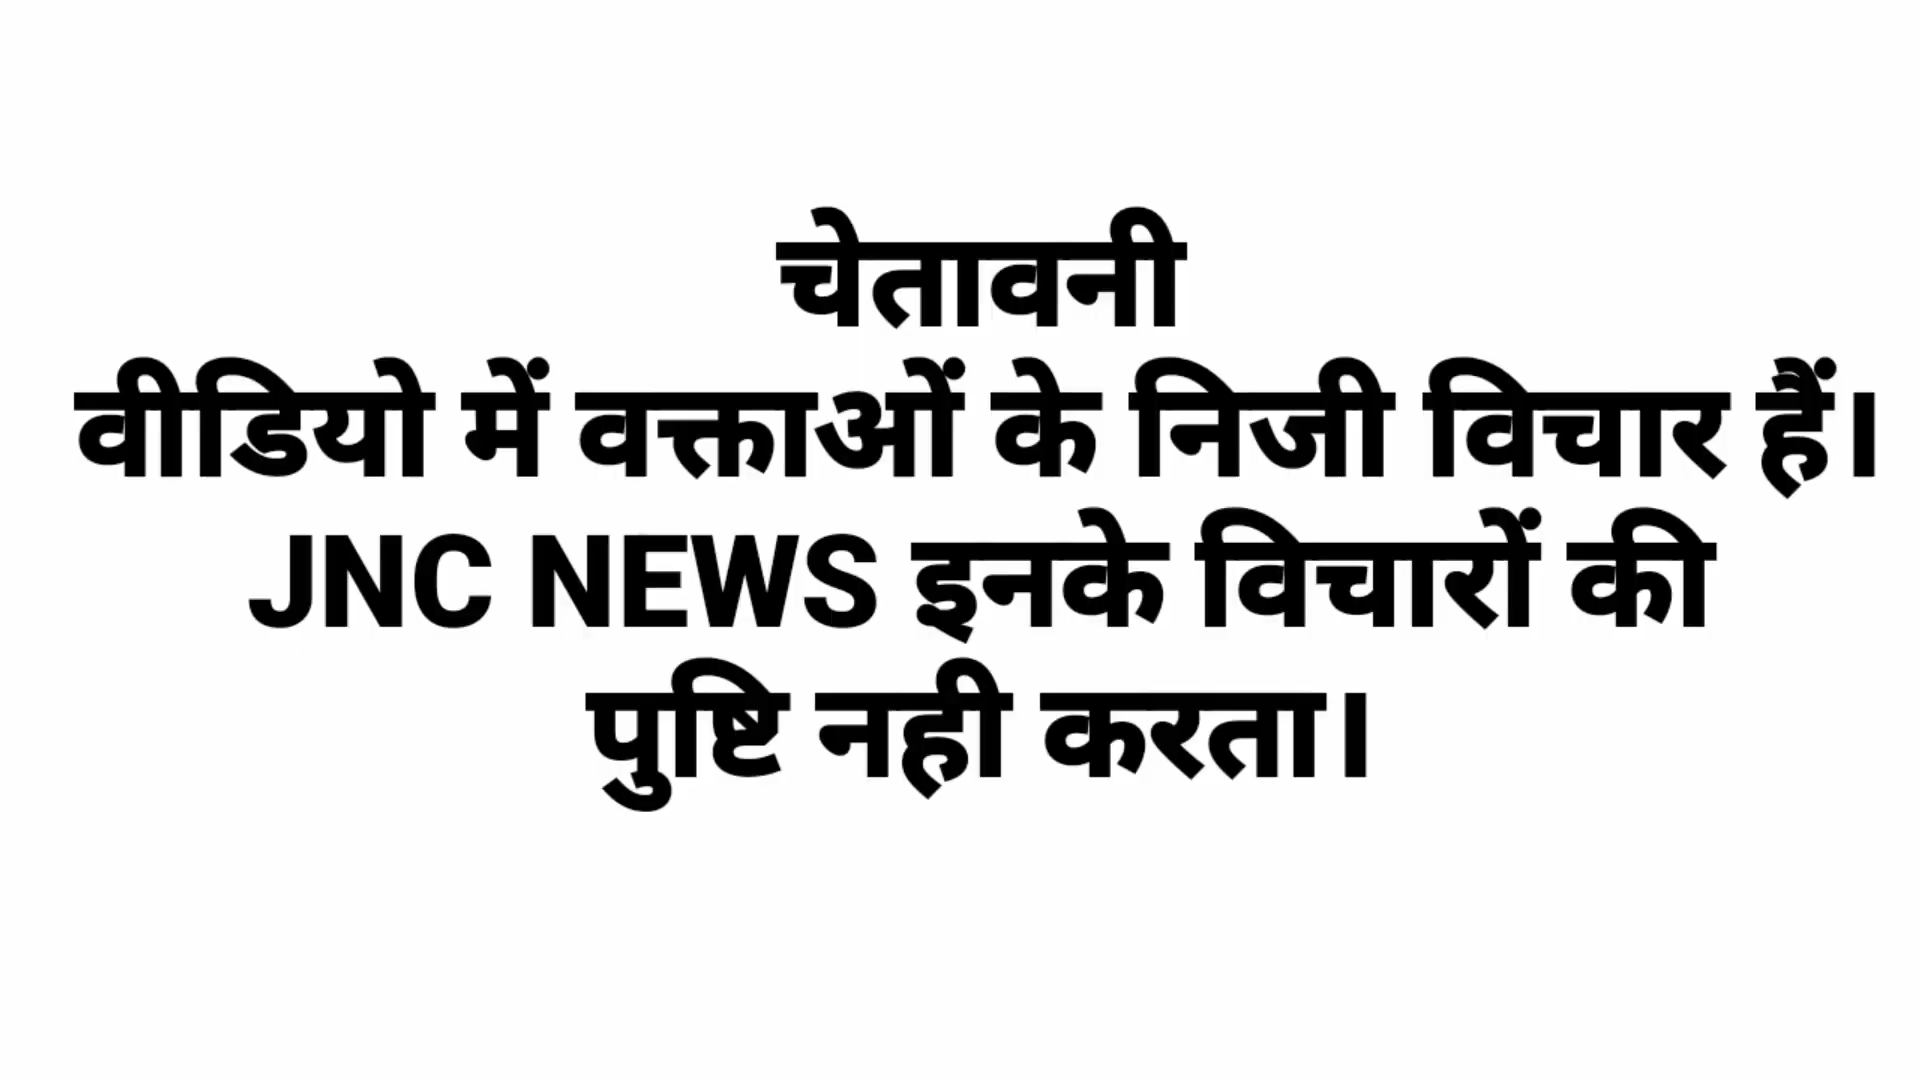 चेतावनी
वीडियो में वक्ताओं के निजी विचार हैं।
JNC NEWS इनके विचारों की
पुष्टि नही करता।